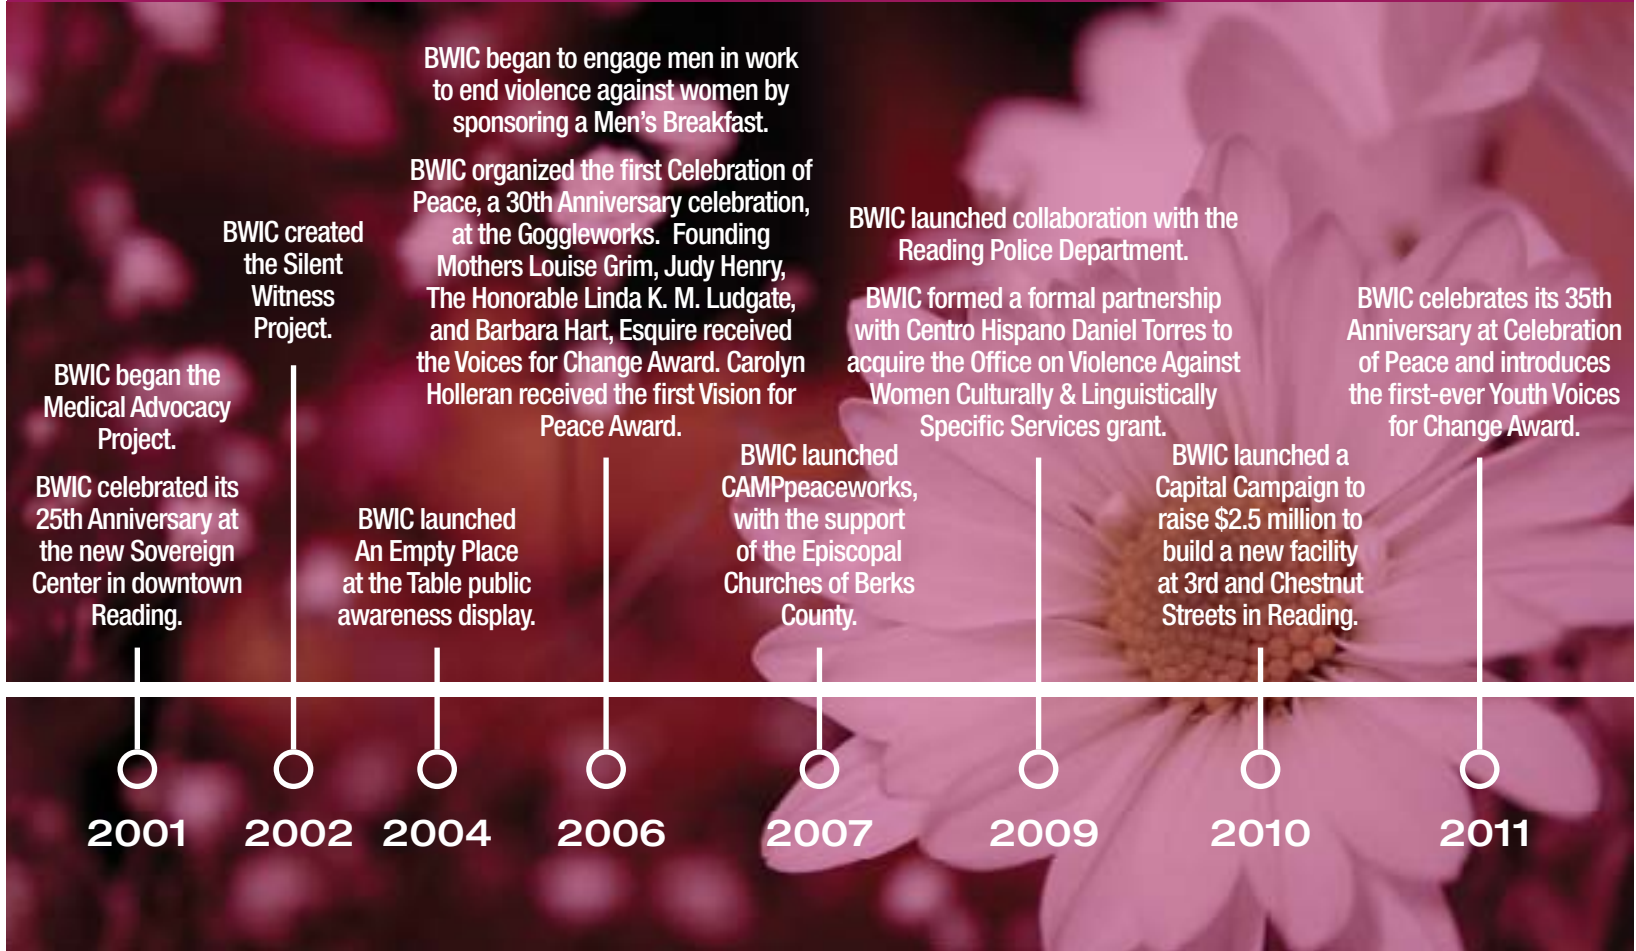 BWIC began the
Medical Advocacy
Project.
BWIC celebrated its
25th Anniversary at
the new Sovereign
Center in downtown
Reading.
BWIC created
the Silent
Witness
Project.
BWIC launched
An Empty Place
at the Table public
awareness display.
BWIC began to engage men in work
to end violence against women by
sponsoring a Men’s Breakfast.
BWIC organized the first Celebration of
Peace, a 30th Anniversary celebration,
at the Goggleworks.  Founding
Mothers Louise Grim, Judy Henry,
The Honorable Linda K. M. Ludgate,
and Barbara Hart, Esquire received
the Voices for Change Award. Carolyn
Holleran received the first Vision for
Peace Award.
BWIC launched
CAMPpeaceworks,
with the support
of the Episcopal
Churches of Berks
County.
BWIC launched collaboration with the
Reading Police Department.
BWIC formed a formal partnership
with Centro Hispano Daniel Torres to
acquire the Office on Violence Against
Women Culturally & Linguistically
Specific Services grant.
BWIC launched a
Capital Campaign to
raise $2.5 million to
build a new facility
at 3rd and Chestnut
Streets in Reading.
BWIC celebrates its 35th
Anniversary at Celebration
of Peace and introduces
the first-ever Youth Voices
for Change Award.
2001 2002 2004 2006 2007 2009 2010 2011